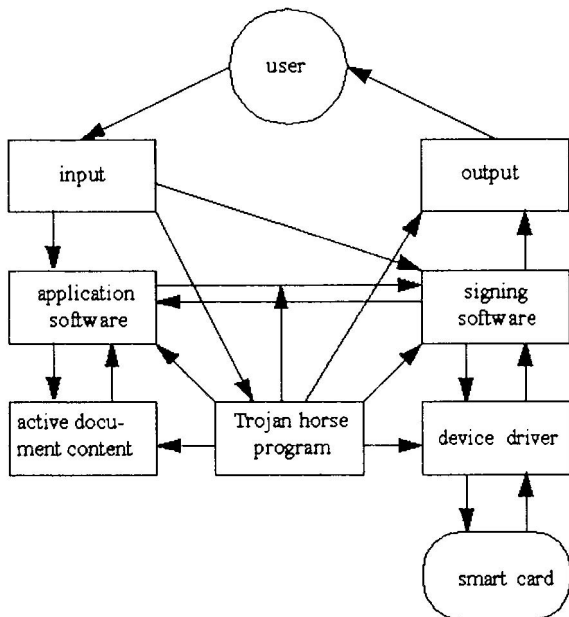 user
input
output
application
software
signing
software
active docu-
ment content
Trojan horse
program
device driver
smart card